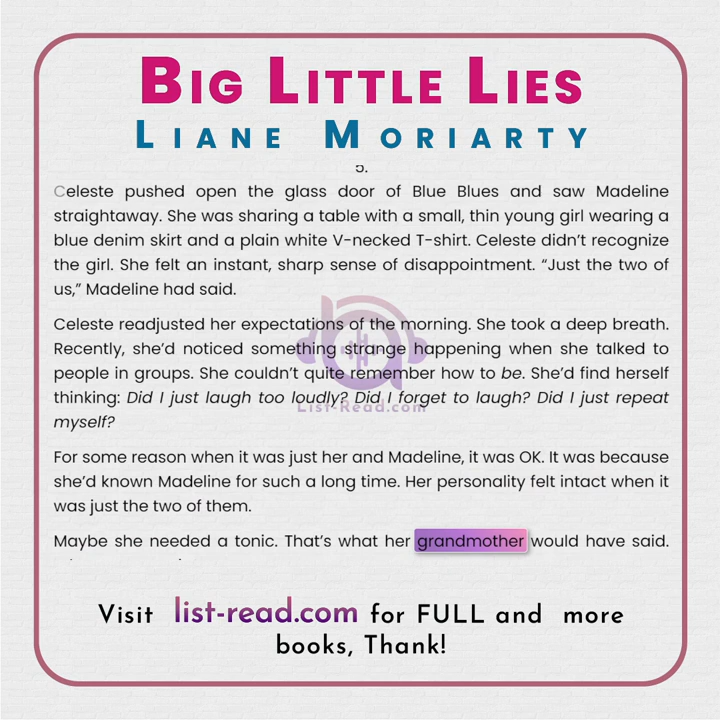 BIG LITTLE LIES
LIANE MORIARTY
5.
Celeste pushed open the glass door of Blue Blues and saw Madeline
straightaway. She was sharing a table with a small, thin young girl wearing a
blue denim skirt and a plain white V-necked T-shirt. Celeste didn’t recognize
the girl. She felt an instant, sharp sense of disappointment. “Just the two of
us,” Madeline had said.
Celeste readjusted her expectations of the morning. She took a deep breath.
Recently, she’d noticed something strange happening when she talked to
people in groups. She couldn’t quite remember how to be. She’d find herself
thinking: Did I just laugh too loudly? Did I forget to laugh? Did I just repeat
myself?
List-Read.com
For some reason when it was just her and Madeline, it was OK. It was because
she’d known Madeline for such a long time. Her personality felt intact when it
was just the two of them.
Maybe she needed a tonic. That’s what her grandmother would have said.
Visit list-read.com for FULL and more
books, Thank!